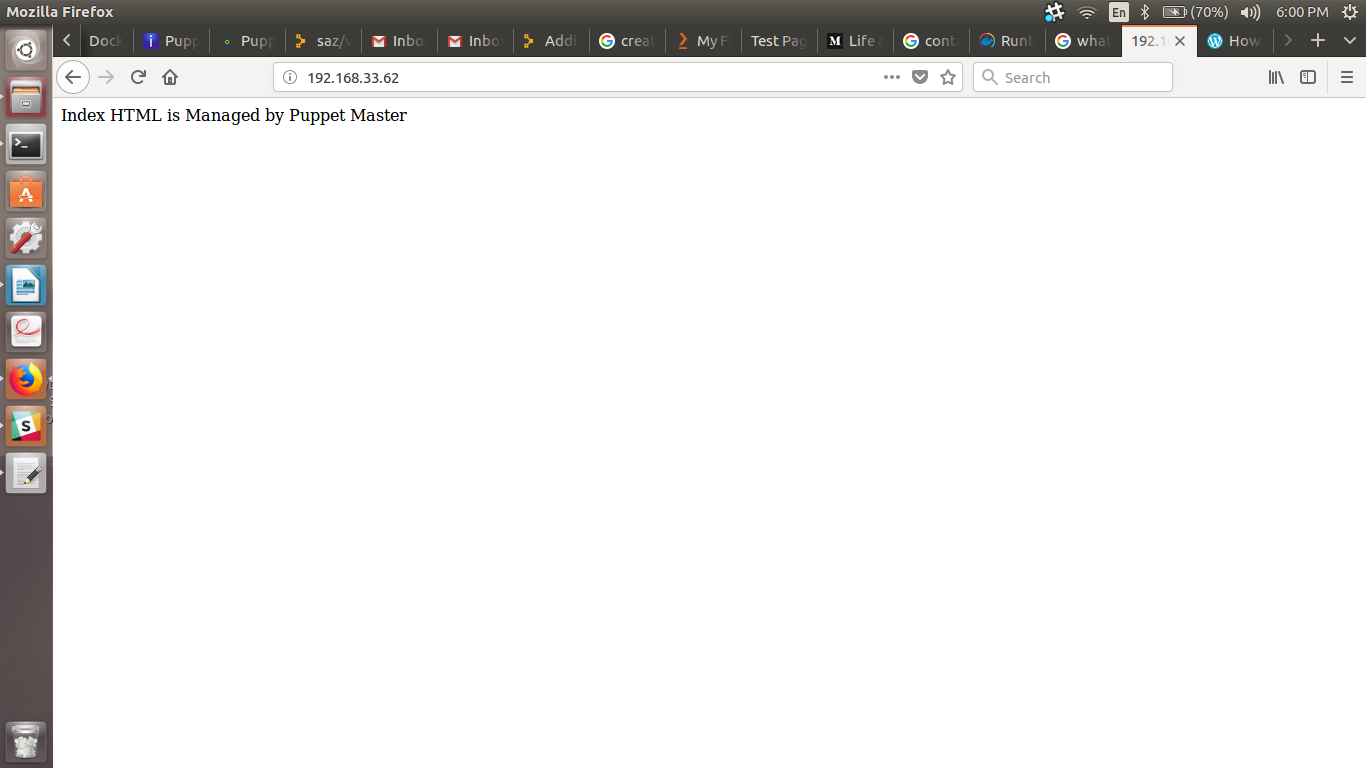 Mozilla Firefox
En
(70%)
6:00 PM
Dock
Pupp
Pupp
saz/v
Inbo
Inbo
Addi
creat
My F
Test Pag
M Life a
cont
Runt
what
192.1
How
192.168.33.62
Search
Index HTML is Managed by Puppet Master